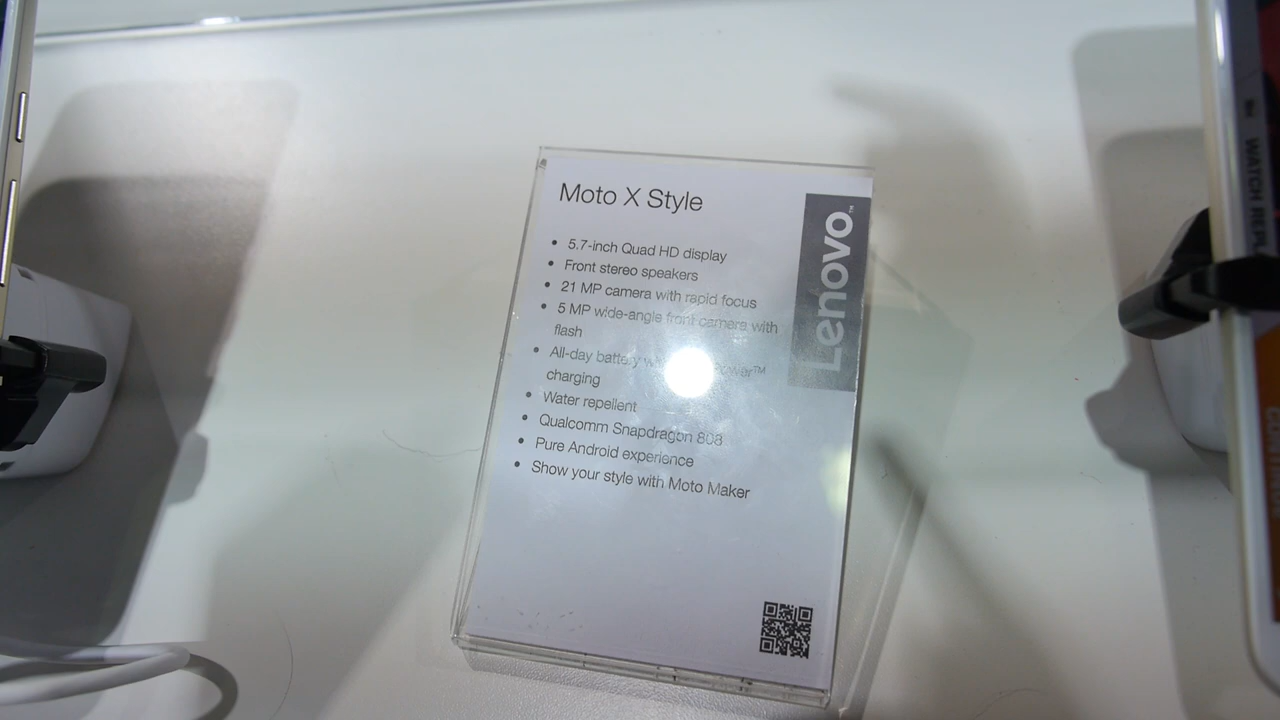 Moto X Style
• 5.7-inch Quad HD display
• Front stereo speakers
• 21 MP camera with rapid focus
• 5 MP wide-angle front camera with
flash
• All-day battery
charging
• Water repellent
• Qualcomm Snapdragon 808
• Pure Android experience
• Show your style with Moto Maker
Lenovo™
WATCH